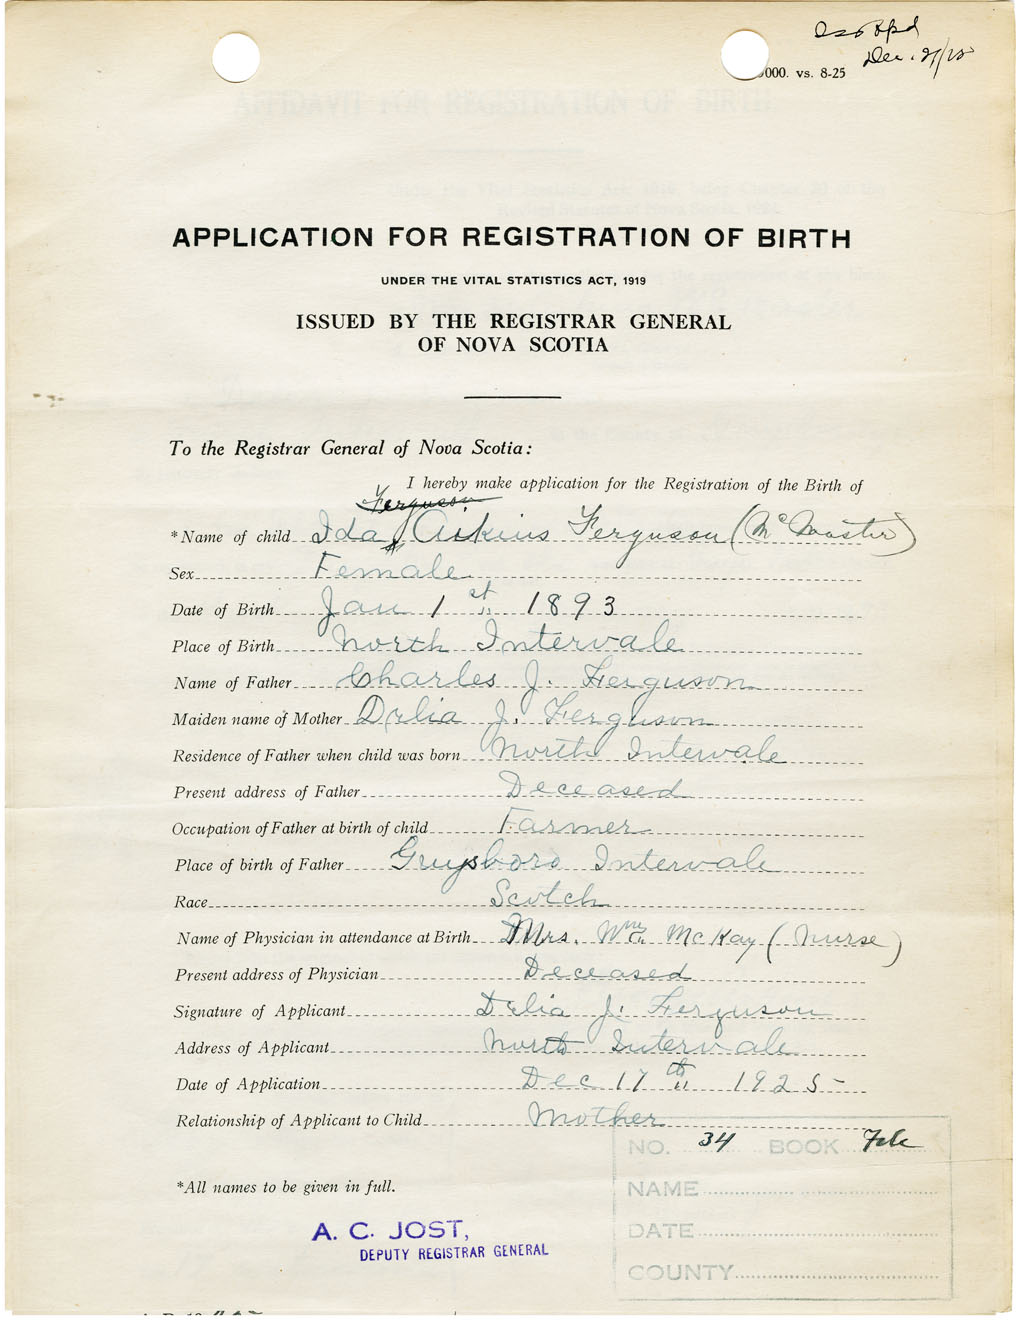 Dec. 21/25
000. vs. 8-25
APPLICATION FOR REGISTRATION OF BIRTH
UNDER THE VITAL STATISTICS ACT, 1919
ISSUED BY THE REGISTRAR GENERAL
OF NOVA SCOTIA
To the Registrar General of Nova Scotia:
I hereby make application for the Registration of the Birth of
Ferguson
*Name of child Ida Aikins Ferguson (McMaster)
Sex Female
Date of Birth Jan 1st 1893
Place of Birth North Intervale
Name of Father Charles J. Ferguson
Maiden name of Mother Delia J. Ferguson
Residence of Father when child was born North Intervale
Present address of Father Deceased
Occupation of Father at birth of child Farmer
Place of birth of Father Guysboro Intervale
Race Scotch
Name of Physician in attendance at Birth Mrs. Wm. McKay (Nurse)
Present address of Physician Deceased
Signature of Applicant Delia J. Ferguson
Address of Applicant North Intervale
Date of Application Dec 17th 1925
Relationship of Applicant to Child Mother
NO. 34 BOOK File
*All names to be given in full.
NAME
A. C. JOST,
DATE
DEPUTY REGISTRAR GENERAL
COUNTY